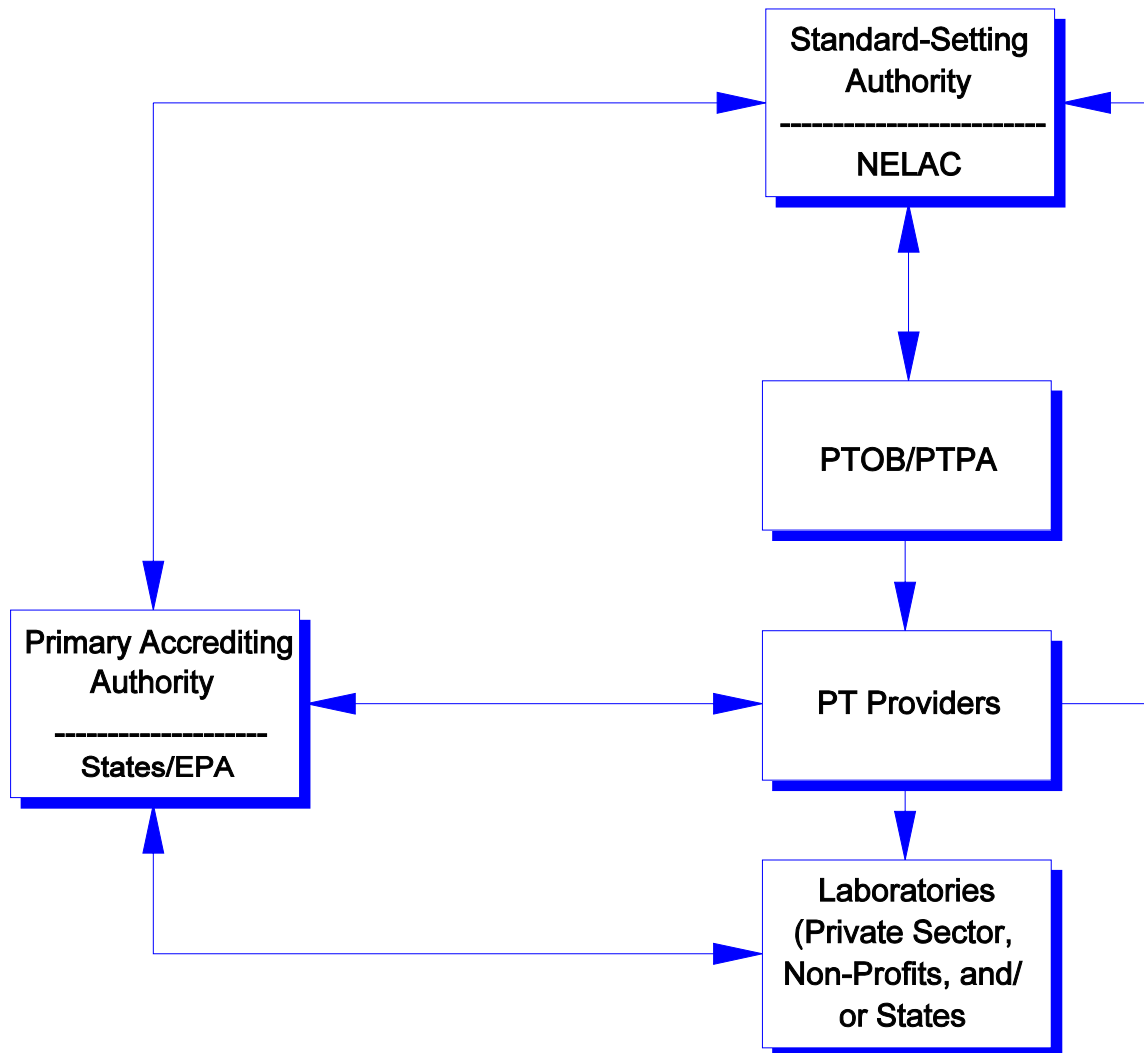 Standard-Setting
Authority
-------------------------
NELAC
PTOB/PTPA
Primary Accrediting
Authority
--------------------
States/EPA
PT Providers
Laboratories
(Private Sector,
Non-Profits, and/
or States